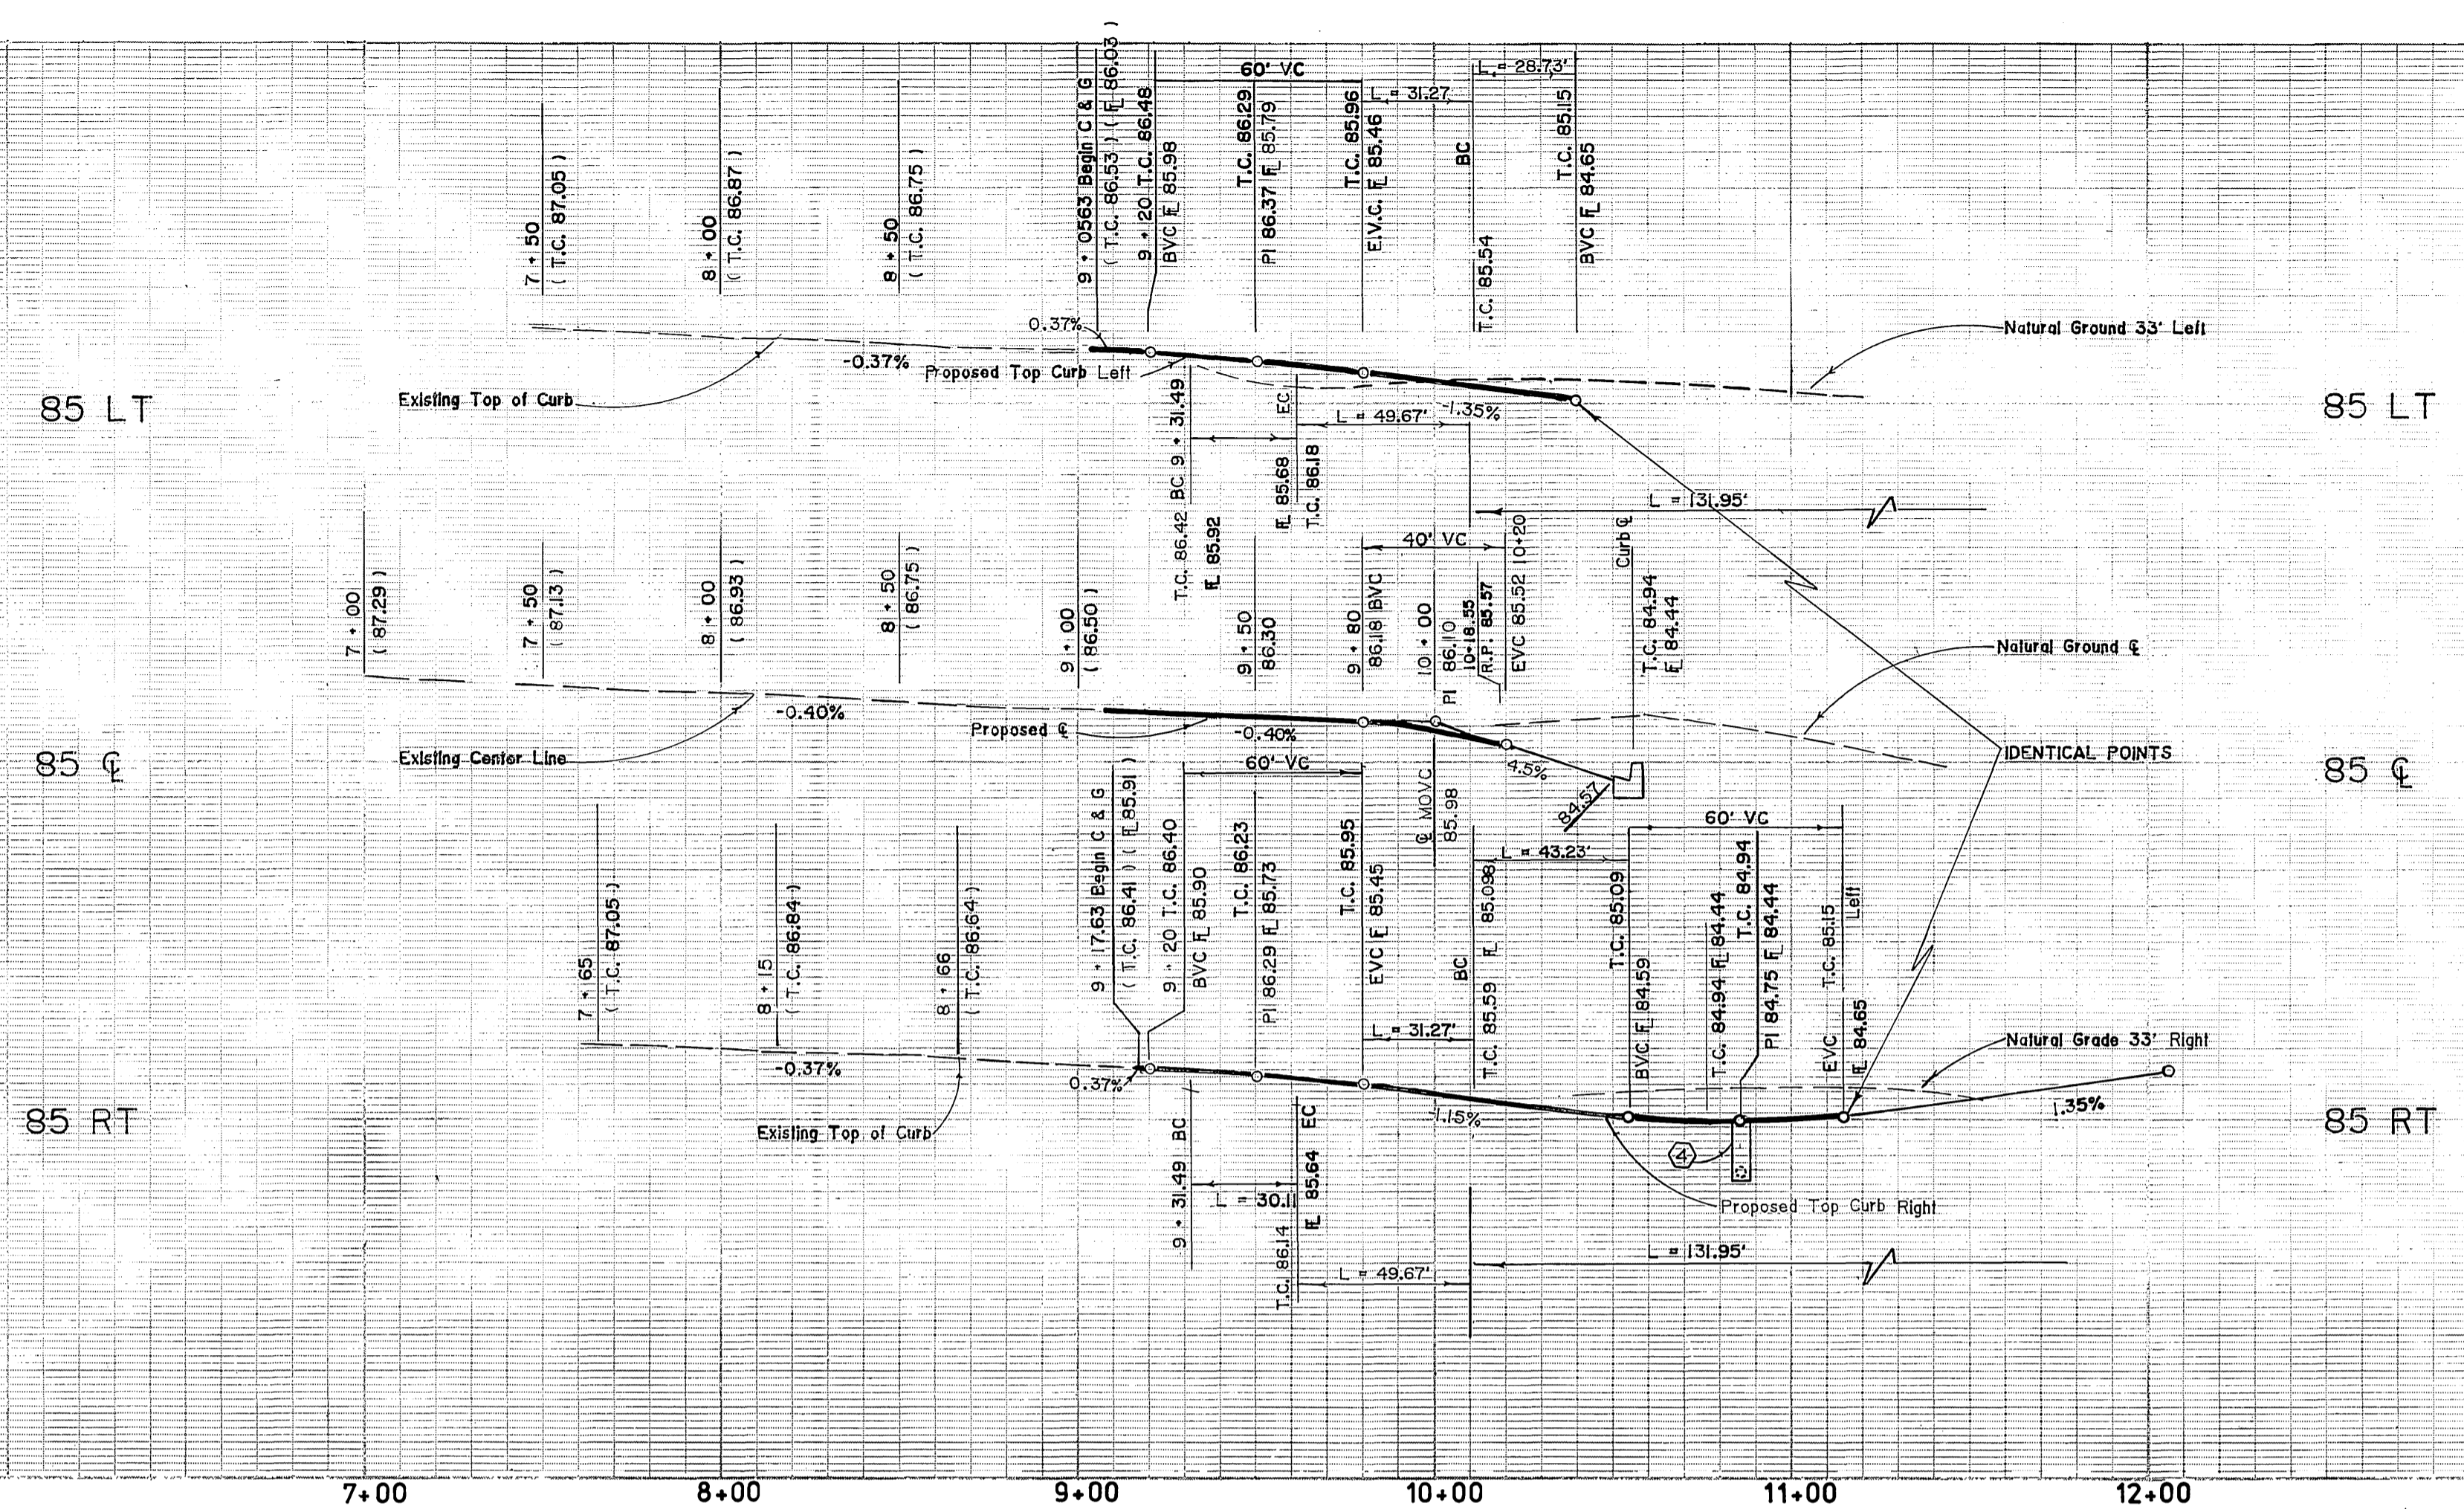 7 + 50
( T.C. 87.05 )
8 + 00
( T.C. 86.87 )
8 + 50
( T.C. 86.75 )
9 + 0563 Begin C & G
( T.C. 86.53 ) ( FL 86.03 )
9 + 20 T.C. 86.48
BVC FL 85.98
60' VC
T.C. 86.29
PI 86.37 FL 85.79
T.C. 85.96
E.V.C. FL 85.46
L = 31.27
BC
T.C. 85.54
L = 28.73'
T.C. 85.15
BVC FL 84.65
0.37%
-0.37%
Proposed Top Curb Left
Existing Top of Curb
Natural Ground 33' Left
85 LT
85 LT
-1.35%
L = 49.67'
T.C. 86.42 BC 9 + 31.49
FL 85.92
EC
FL 85.68
T.C. 86.18
L = 131.95'
7 + 00
( 87.29 )
7 + 50
( 87.13 )
8 + 00
( 86.93 )
8 + 50
( 86.75 )
9 + 00
( 86.50 )
9 + 50
86.30
40' VC
9 + 80
86.18 BVC
10 + 00
PI 86.10
10+18.55
R.P. 85.57
EVC 85.52 10+20
Curb ℄
T.C. 84.94
FL 84.44
Natural Ground ℄
-0.40%
Proposed ℄
-0.40%
Existing Center Line
4.5%
84.57
IDENTICAL POINTS
85 ℄
85 ℄
7 + 65
( T.C. 87.05 )
8 + 15
( T.C. 86.84 )
8 + 66
( T.C. 86.64 )
9 + 17.63 Begin C & G
( T.C. 86.41 ) ( FL 85.91 )
9 + 20 T.C. 86.40
BVC FL 85.90
60' VC
T.C. 86.23
PI 86.29 FL 85.73
T.C. 85.95
EVC FL 85.45
℄ MOVC
85.98
L = 31.27'
BC
T.C. 85.59 FL 85.098
L = 43.23'
60' VC
T.C. 85.09
BVC FL 84.59
T.C. 84.94 FL 84.44
T.C. 84.94
PI 84.75 FL 84.44
EVC T.C. 85.15
FL 84.65 Left
Natural Grade 33' Right
-0.37%
0.37%
-1.15%
1.35%
Existing Top of Curb
85 RT
85 RT
4
Proposed Top Curb Right
9 + 31.49 BC
L = 30.11
T.C. 86.14
FL 85.64 EC
L = 49.67'
L = 131.95'
7+00
8+00
9+00
10+00
11+00
12+00